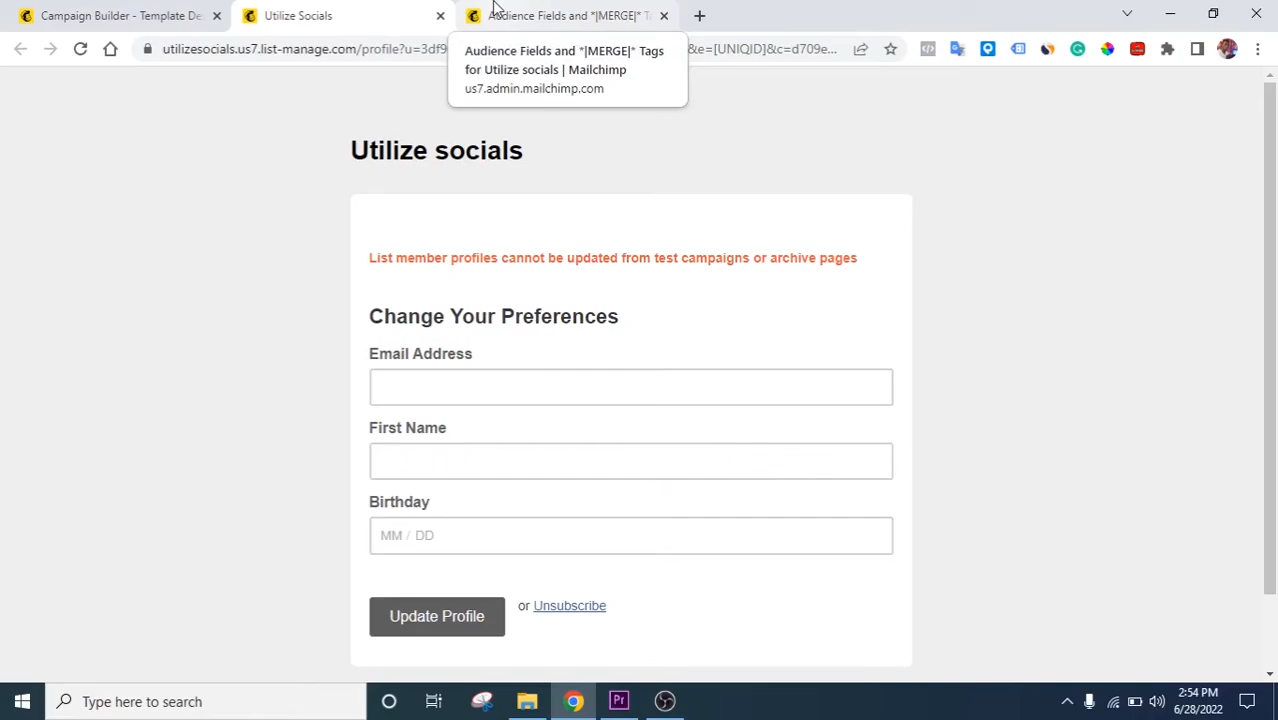 Campaign Builder - Template De
Utilize Socials
Audience Fields and *|MERGE|* T
utilizesocials.us7.list-manage.com/profile?u=3df9
&e=[UNIQID]&c=d709e...
Audience Fields and *|MERGE|* Tags
for Utilize socials | Mailchimp
us7.admin.mailchimp.com
Utilize socials
List member profiles cannot be updated from test campaigns or archive pages
Change Your Preferences
Email Address
First Name
Birthday
MM / DD
Update Profile
or Unsubscribe
Type here to search
Pr
2:54 PM
6/28/2022